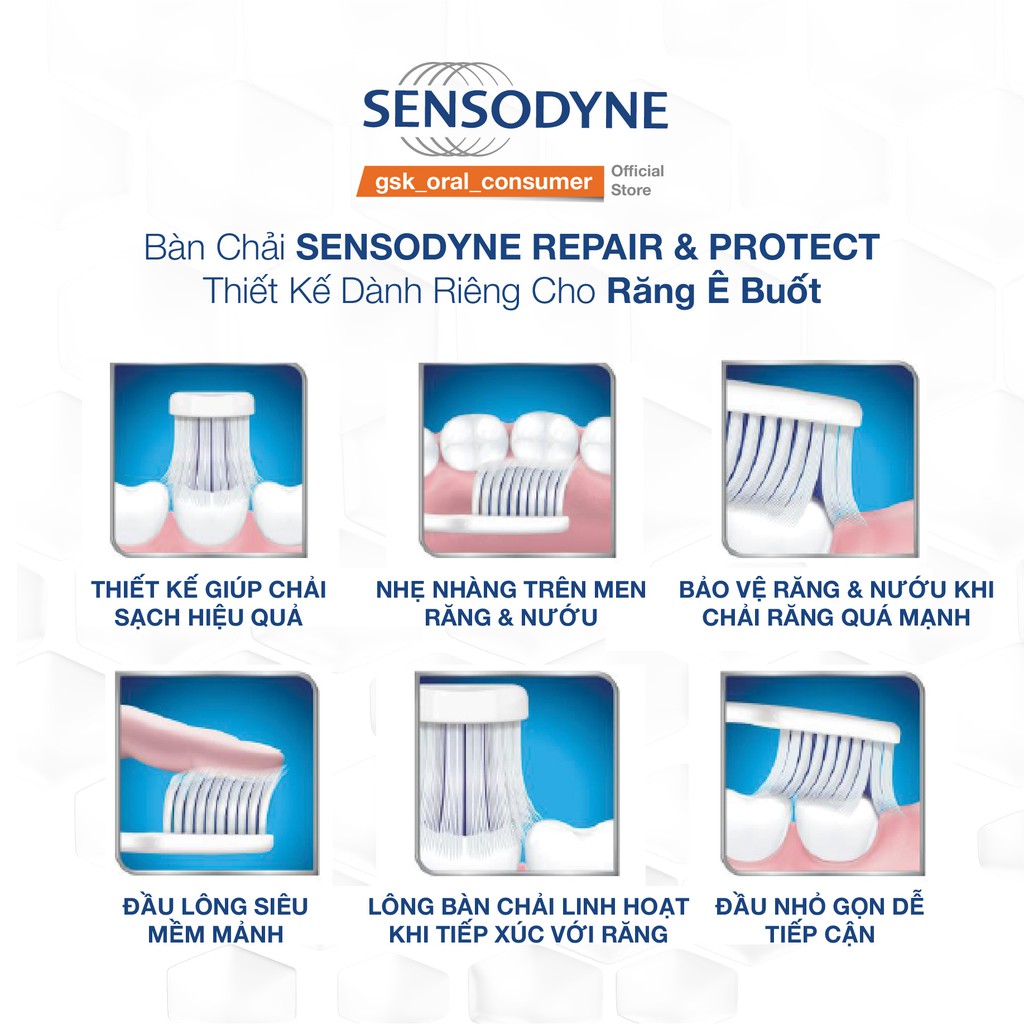 SENSODYNE
gsk_oral_consumer
Official
Store
Bàn Chải SENSODYNE REPAIR & PROTECT
Thiết Kế Dành Riêng Cho Răng Ê Buốt
THIẾT KẾ GIÚP CHẢI
SẠCH HIỆU QUẢ
NHẸ NHÀNG TRÊN MEN
RĂNG & NƯỚU
BẢO VỆ RĂNG & NƯỚU KHI
CHẢI RĂNG QUÁ MẠNH
ĐẦU LÔNG SIÊU
MỀM MẢNH
LÔNG BÀN CHẢI LINH HOẠT
KHI TIẾP XÚC VỚI RĂNG
ĐẦU NHỎ GỌN DỄ
TIẾP CẬN